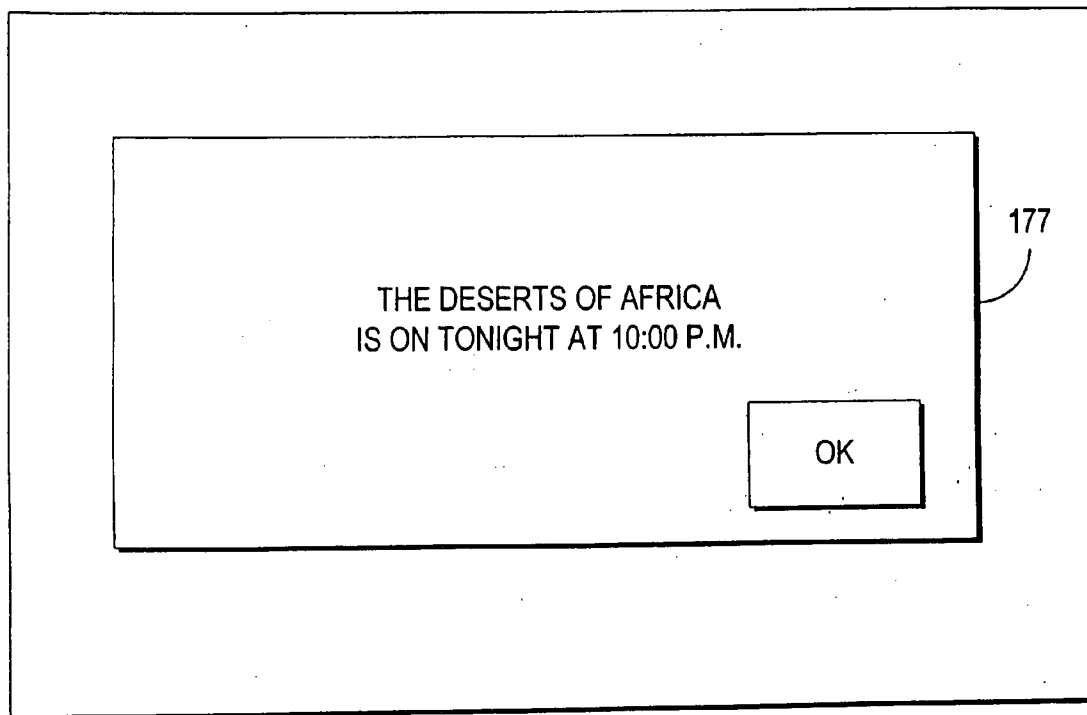 THE DESERTS OF AFRICA
IS ON TONIGHT AT 10:00 P.M.
OK
177